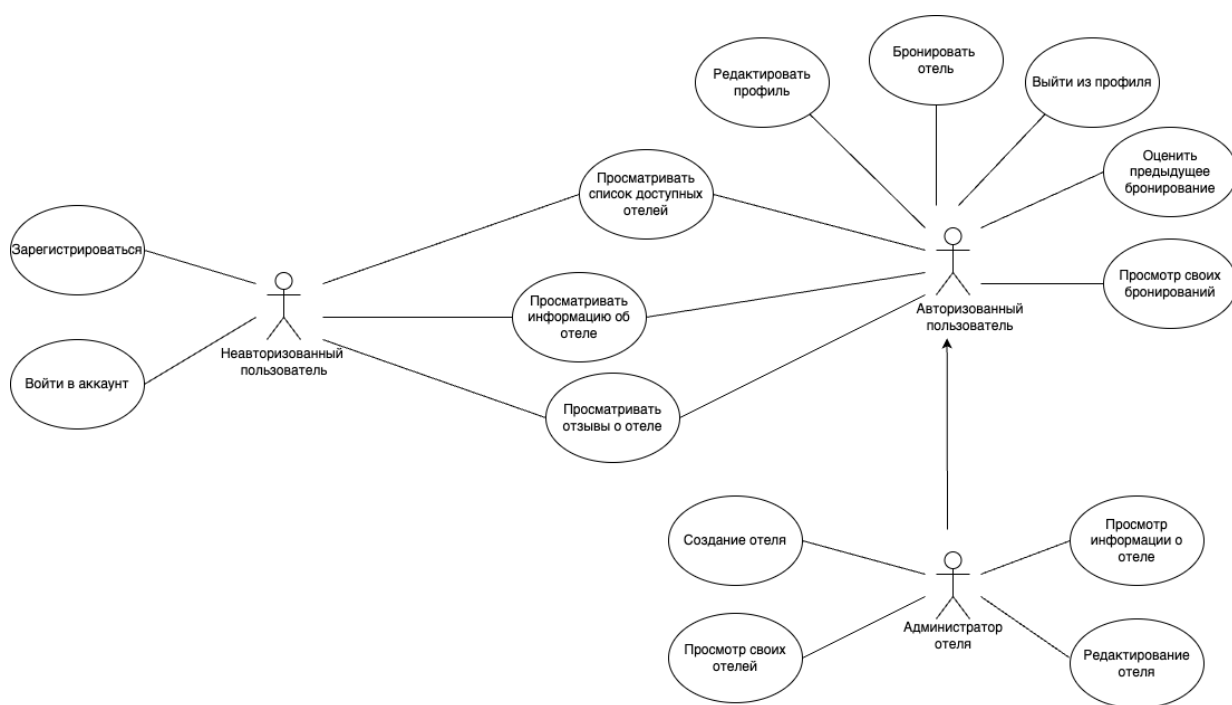 Бронировать
отель
Редактировать
профиль
Выйти из профиля
Оценить
предыдущее
бронирование
Просматривать
список доступных
отелей
Зарегистрироваться
Просматривать
информацию об
отеле
Просмотр своих
бронирований
Авторизованный
пользователь
Неавторизованный
пользователь
Войти в аккаунт
Просматривать
отзывы о отеле
Создание отеля
Просмотр
информации о
отеле
Администратор
отеля
Просмотр своих
отелей
Редактирование
отеля